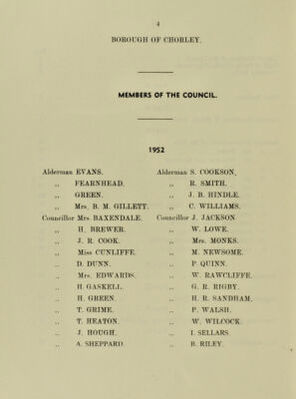 4
BOROUGH OF CHORLEY.
MEMBERS OF THE COUNCIL.
1952
Alderman EVANS.
„ FEARNHEAD.
„ GREEN.
„ Mrs. B. M. GILLETT.
Councillor Mrs. BAXENDALE.
„ H. BREWER.
„ J. R. COOK.
„ Miss CUNLIFFE.
„ D. DUNN.
„ Mrs. EDWARDS.
„ H. GASKELL.
„ H. GREEN.
„ T. GRIME.
„ T. HEATON.
„ J. HOUGH.
„ A. SHEPPARD.
Alderman S. COOKSON,
„ R. SMITH.
„ J. B. HINDLE.
„ C. WILLIAMS.
Councillor J. JACKSON
„ W. LOWE.
„ Mrs. MONKS.
„ M. NEWSOME.
„ P. QUINN.
„ W. RAWCLIFFE.
„ G. R. RIGBY.
„ H. R. SANDHAM.
„ P. WALSH.
„ W. WILCOCK.
„ I. SELLARS
„ B. RILEY.